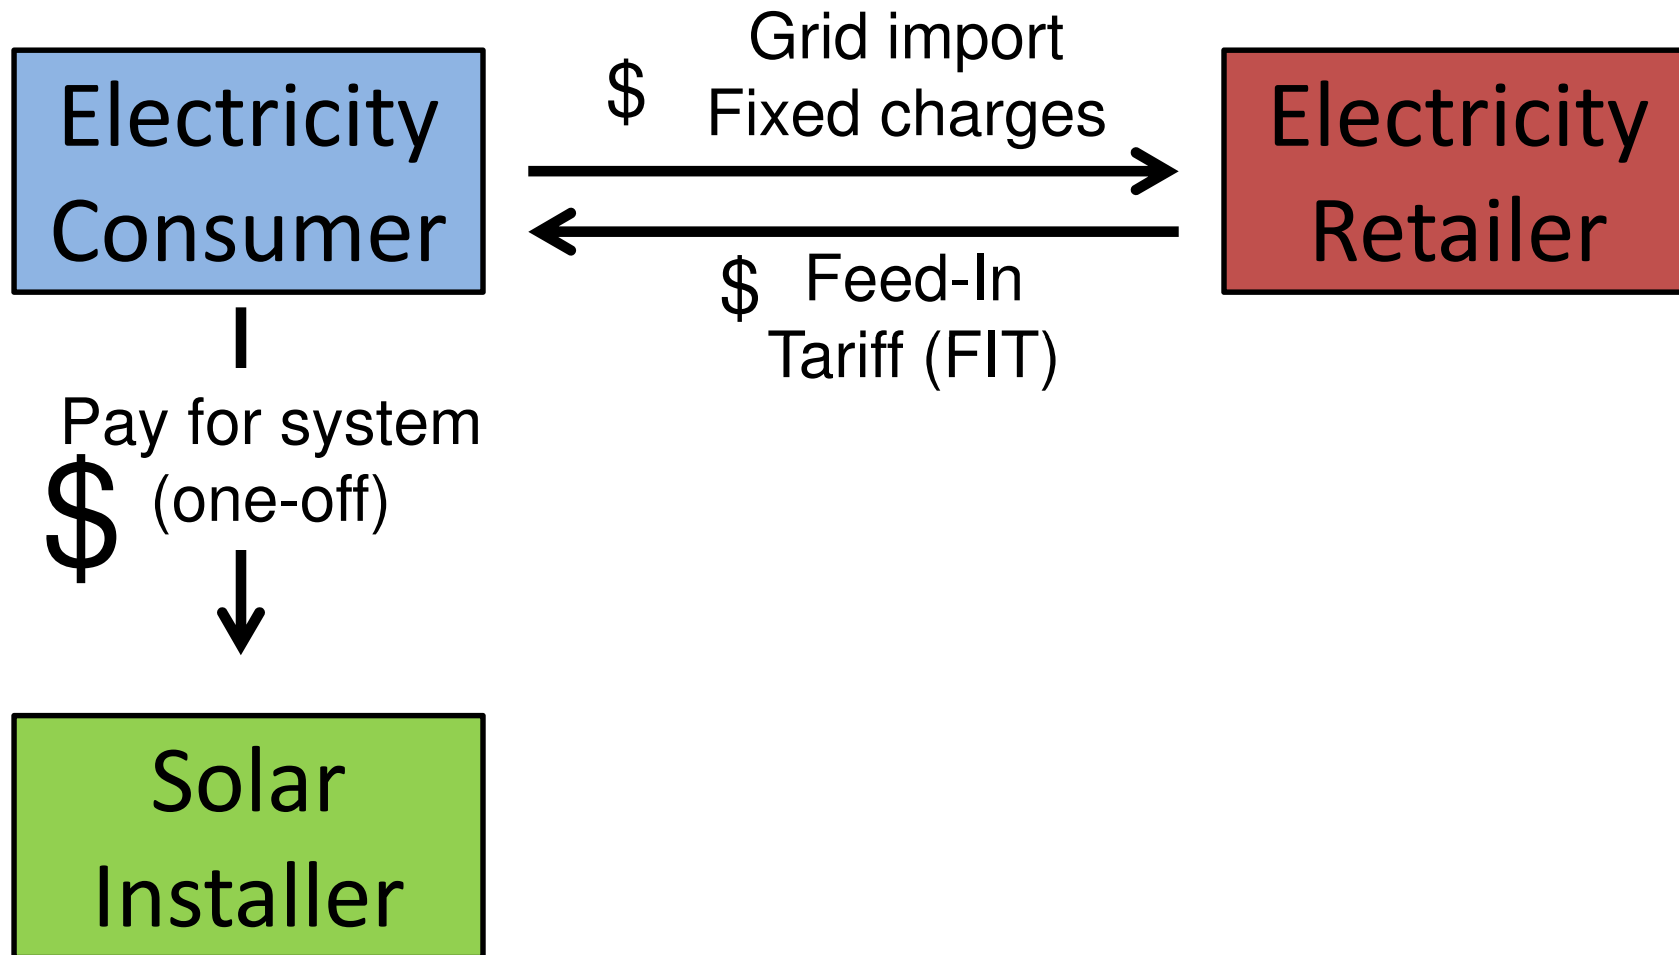 Electricity
Consumer
$
Grid import
Fixed charges
Electricity
Retailer
$
Feed-In
Tariff (FIT)
Pay for system
$
(one-off)
Solar
Installer